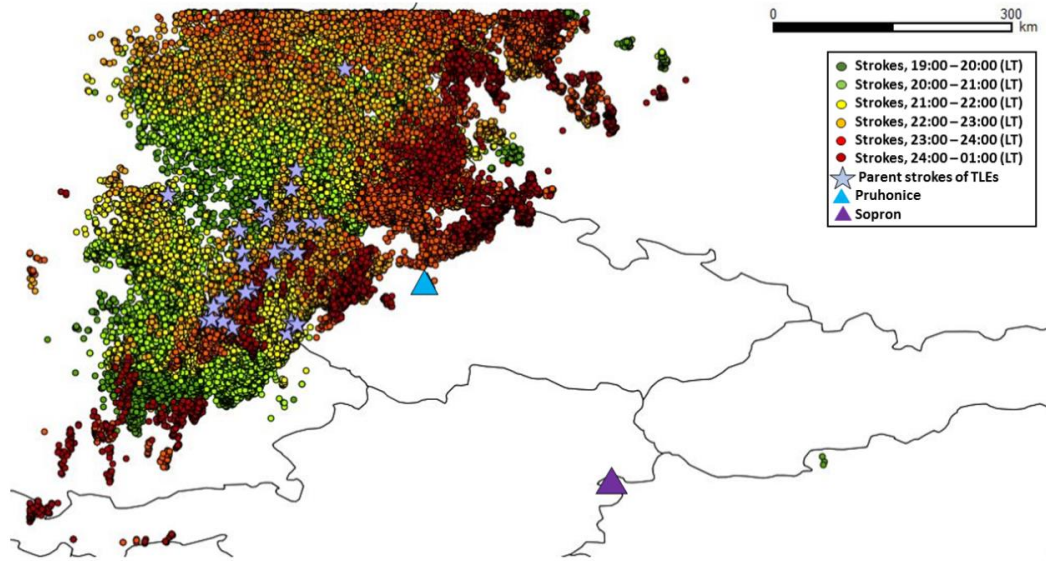 0 300
km
Strokes, 19:00 – 20:00 (LT)
Strokes, 20:00 – 21:00 (LT)
Strokes, 21:00 – 22:00 (LT)
Strokes, 22:00 – 23:00 (LT)
Strokes, 23:00 – 24:00 (LT)
Strokes, 24:00 – 01:00 (LT)
Parent strokes of TLEs
Pruhonice
Sopron